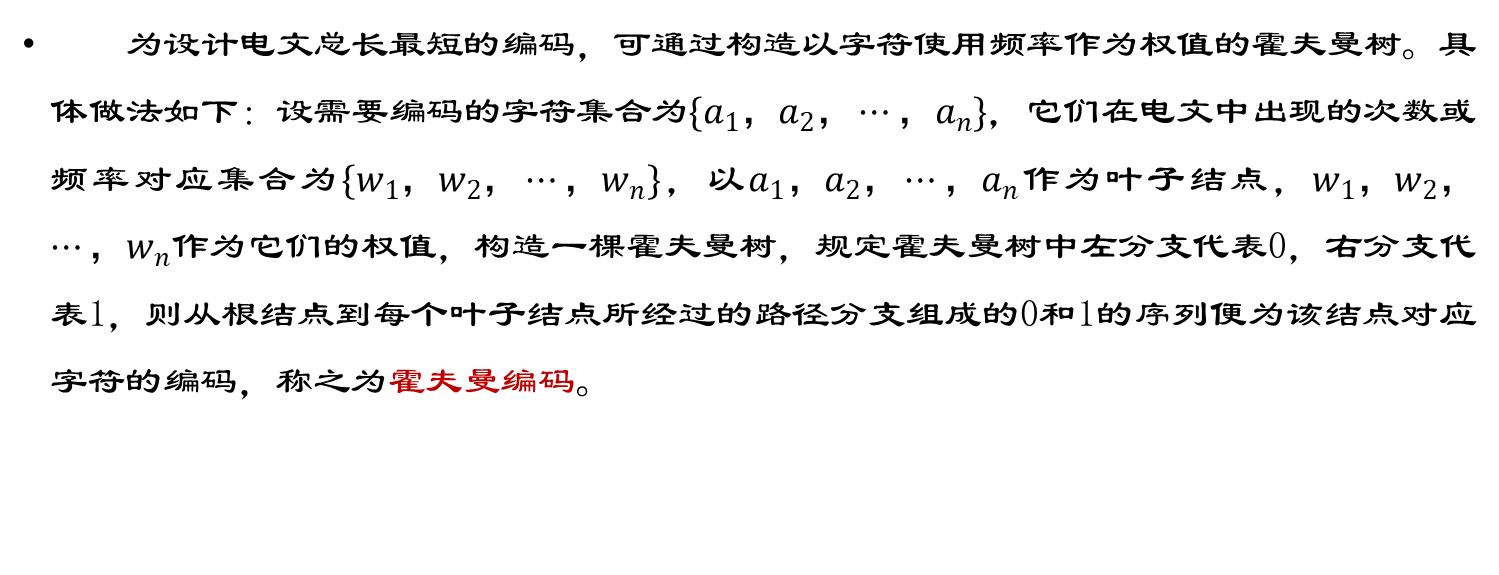 • 为设计电文总长最短的编码，可通过构造以字符使用频率作为权值的霍夫曼树。具
体做法如下：设需要编码的字符集合为{a₁，a₂，⋯，aₙ}，它们在电文中出现的次数或
频率对应集合为{w₁，w₂，⋯，wₙ}，以a₁，a₂，⋯，aₙ作为叶子结点，w₁，w₂，
⋯，wₙ作为它们的权值，构造一棵霍夫曼树，规定霍夫曼树中左分支代表0，右分支代
表1，则从根结点到每个叶子结点所经过的路径分支组成的0和1的序列便为该结点对应
字符的编码，称之为霍夫曼编码。